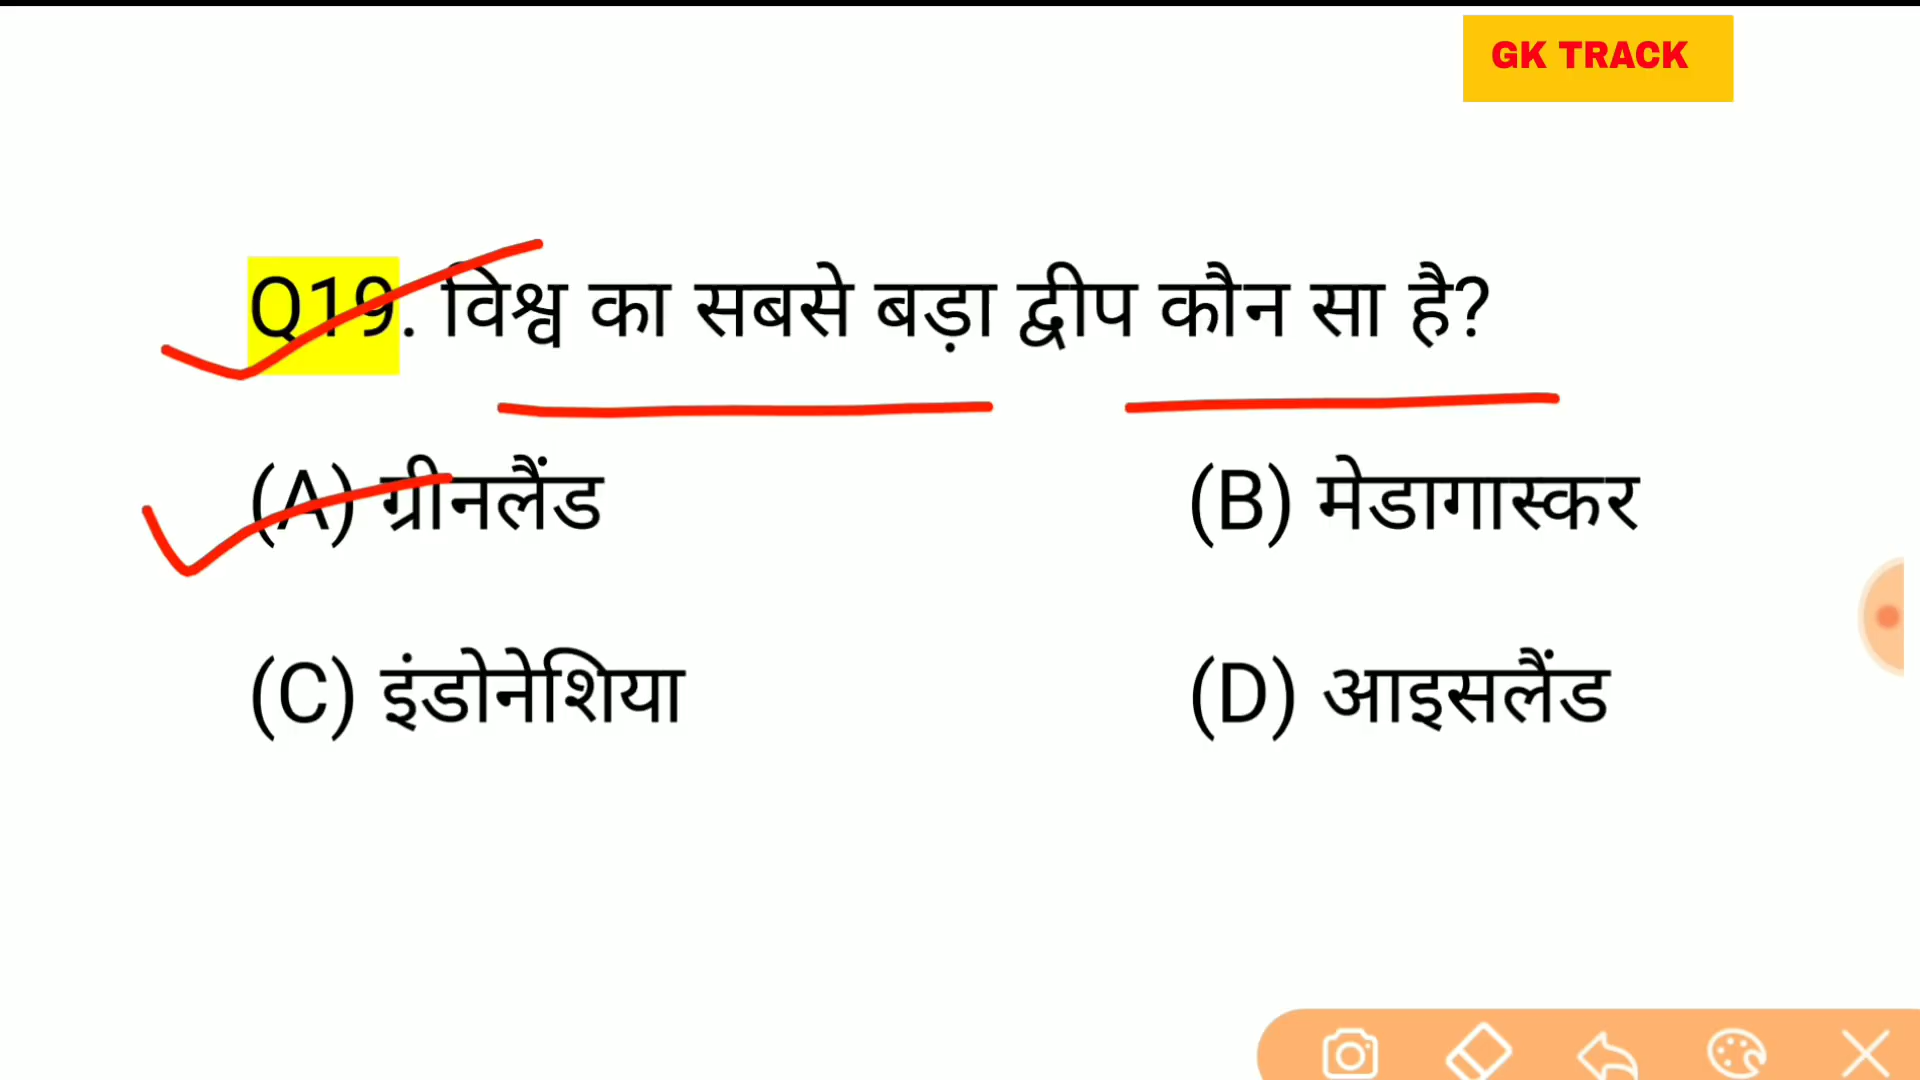 GK TRACK
Q19. विश्व का सबसे बड़ा द्वीप कौन सा है?
(A) ग्रीनलैंड (B) मेडागास्कर
(C) इंडोनेशिया (D) आइसलैंड